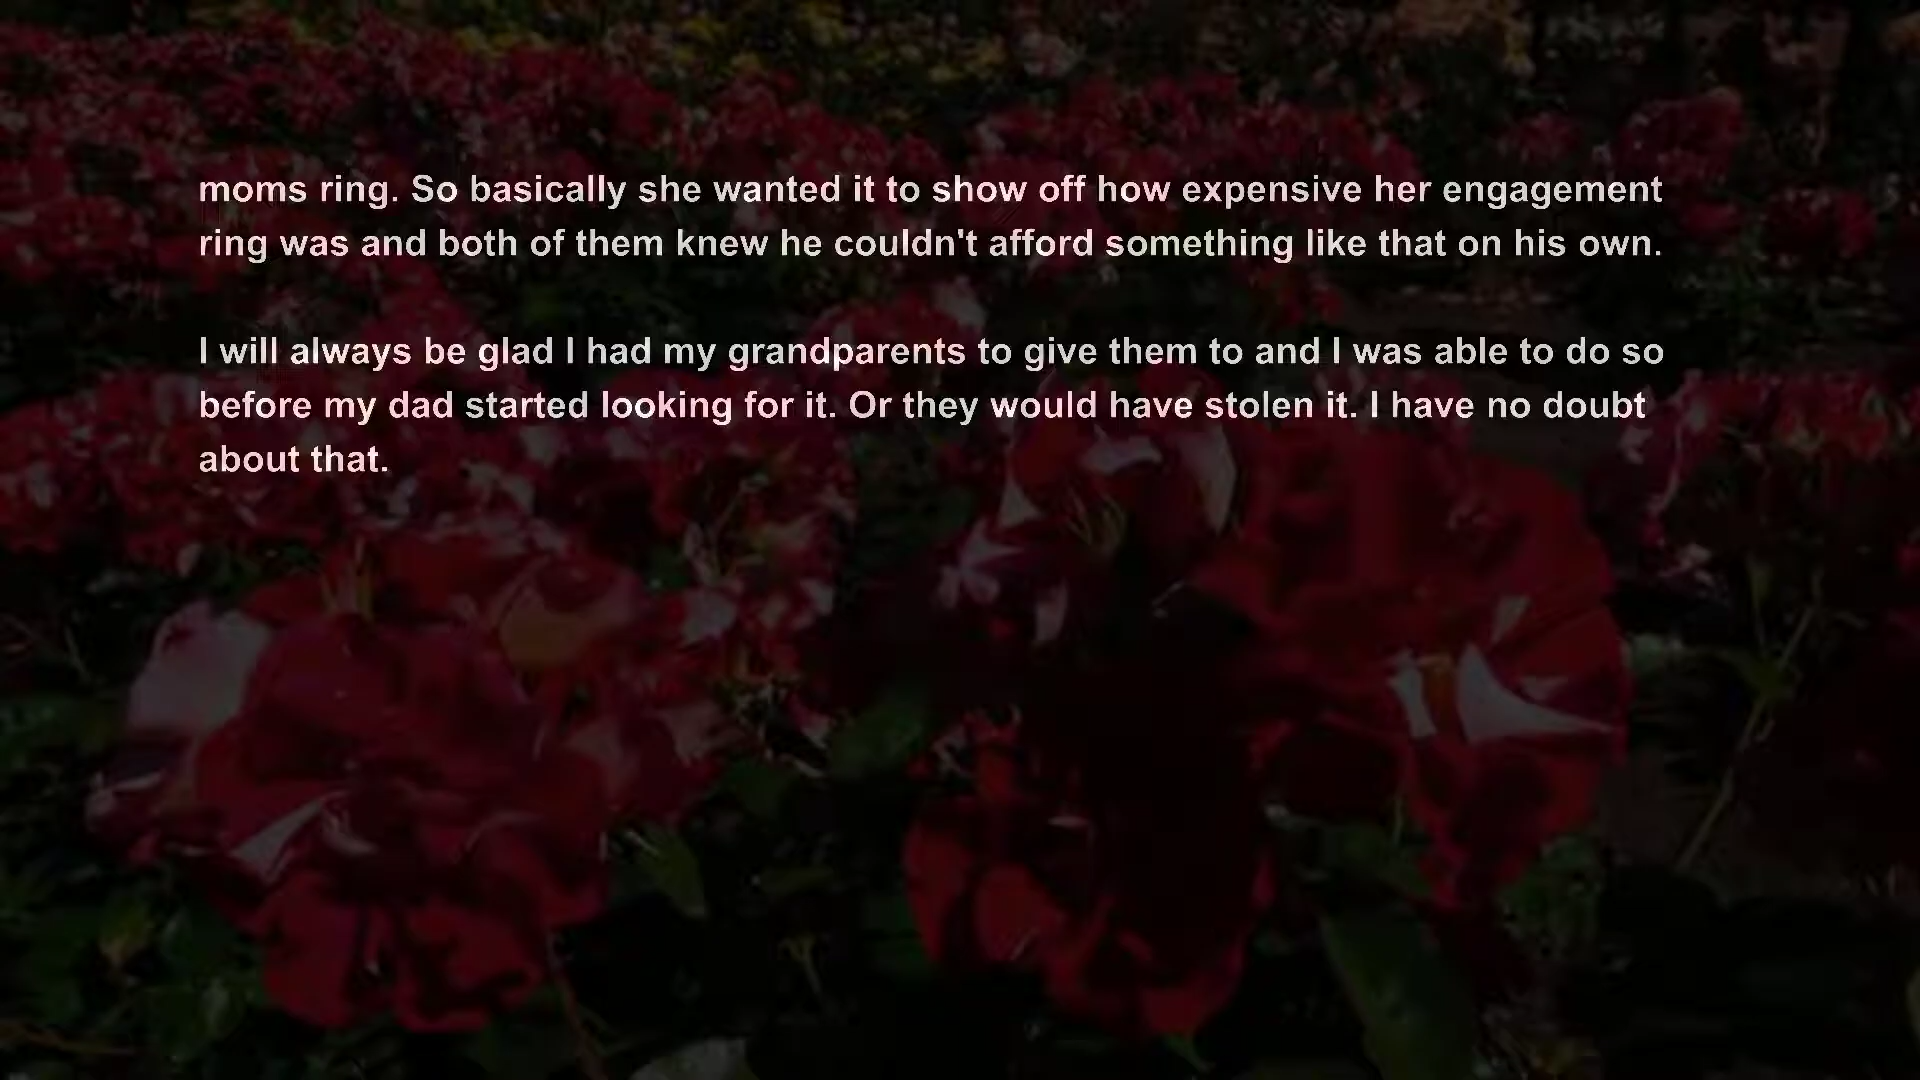 moms ring. So basically she wanted it to show off how expensive her engagement
ring was and both of them knew he couldn't afford something like that on his own.
I will always be glad I had my grandparents to give them to and I was able to do so
before my dad started looking for it. Or they would have stolen it. I have no doubt
about that.